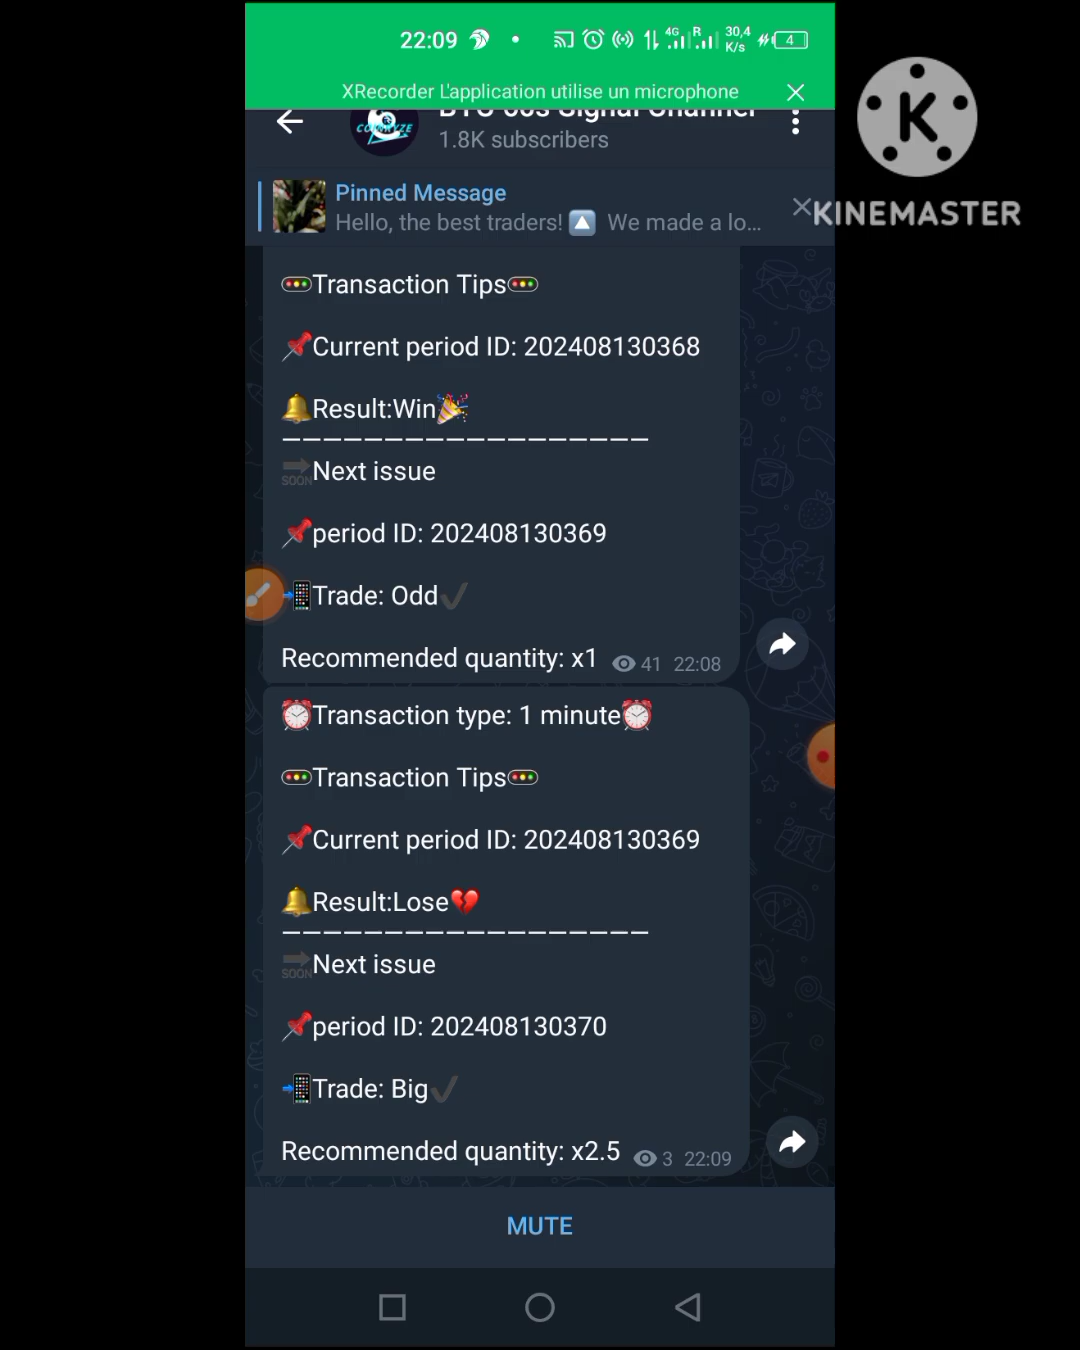 22:09 4G R 30,4 K/s 4
XRecorder L'application utilise un microphone
1.8K subscribers
Pinned Message
Hello, the best traders! We made a lo...
KINEMASTER
K
Transaction Tips
Current period ID: 202408130368
Result:Win
Next issue
SOON
period ID: 202408130369
Trade: Odd
Recommended quantity: x1 41 22:08
Transaction type: 1 minute
Transaction Tips
Current period ID: 202408130369
Result:Lose
Next issue
SOON
period ID: 202408130370
Trade: Big
Recommended quantity: x2.5 3 22:09
MUTE